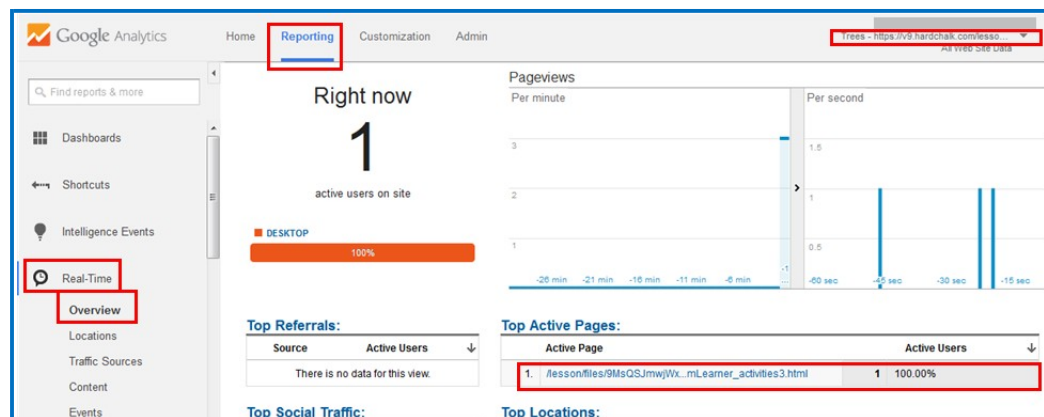 Google Analytics
Home Reporting Customization Admin
Trees - https://v9.hardchalk.com/lesso...
All Web Site Data
Find reports & more
Dashboards
Shortcuts
Intelligence Events
Real-Time
Overview
Locations
Traffic Sources
Content
Events
Right now
1
active users on site
DESKTOP
100%
Pageviews
Per minute
Per second
3
2
1
-26 min -21 min -16 min -11 min -6 min -1
1.5
1
0.5
-60 sec -45 sec -30 sec -15 sec
Top Referrals:
Source Active Users
There is no data for this view.
Top Active Pages:
Active Page Active Users
1. /lesson/files/9MsQSJmwjWx...mLearner_activities3.html 1 100.00%
Top Social Traffic:
Top Locations: